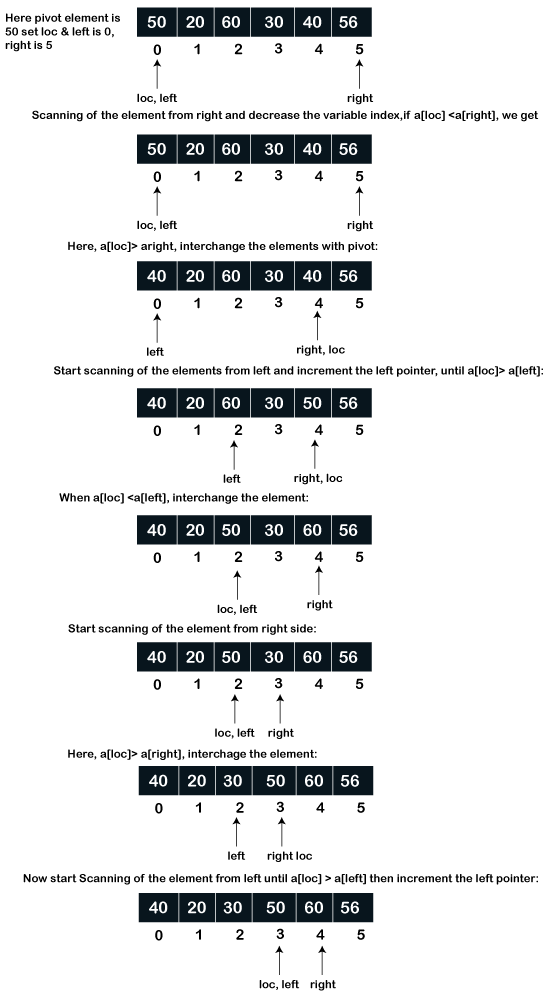 Here pivot element is
50 set loc & left is 0,
right is 5
50 20 60 30 40 56
0 1 2 3 4 5
loc, left right
Scanning of the element from right and decrease the variable index,if a[loc] <a[right], we get
50 20 60 30 40 56
0 1 2 3 4 5
loc, left right
Here, a[loc]> aright, interchange the elements with pivot:
40 20 60 30 40 56
0 1 2 3 4 5
left right, loc
Start scanning of the elements from left and increment the left pointer, until a[loc]> a[left]:
40 20 60 30 50 56
0 1 2 3 4 5
left right, loc
When a[loc] <a[left], interchange the element:
40 20 50 30 60 56
0 1 2 3 4 5
loc, left right
Start scanning of the element from right side:
40 20 50 30 60 56
0 1 2 3 4 5
loc, left right
Here, a[loc]> a[right], interchage the element:
40 20 30 50 60 56
0 1 2 3 4 5
left right loc
Now start Scanning of the element from left until a[loc] > a[left] then increment the left pointer:
40 20 30 50 60 56
0 1 2 3 4 5
loc, left right